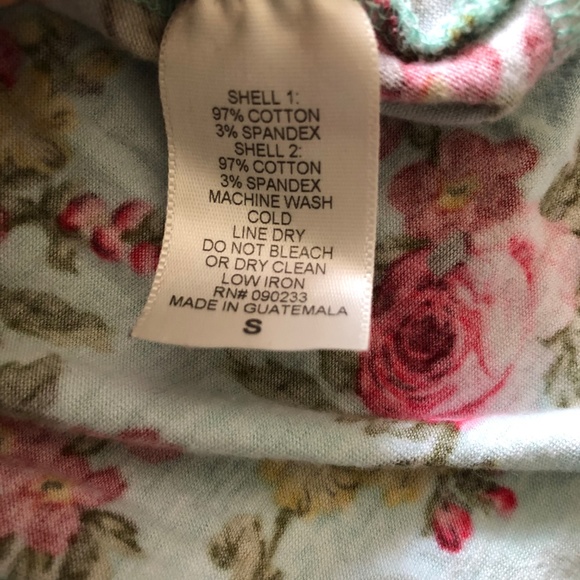 SHELL 1:
97% COTTON
3% SPANDEX
SHELL 2:
97% COTTON
3% SPANDEX
MACHINE WASH
COLD
LINE DRY
DO NOT BLEACH
OR DRY CLEAN
LOW IRON
RN# 090233
MADE IN GUATEMALA
S